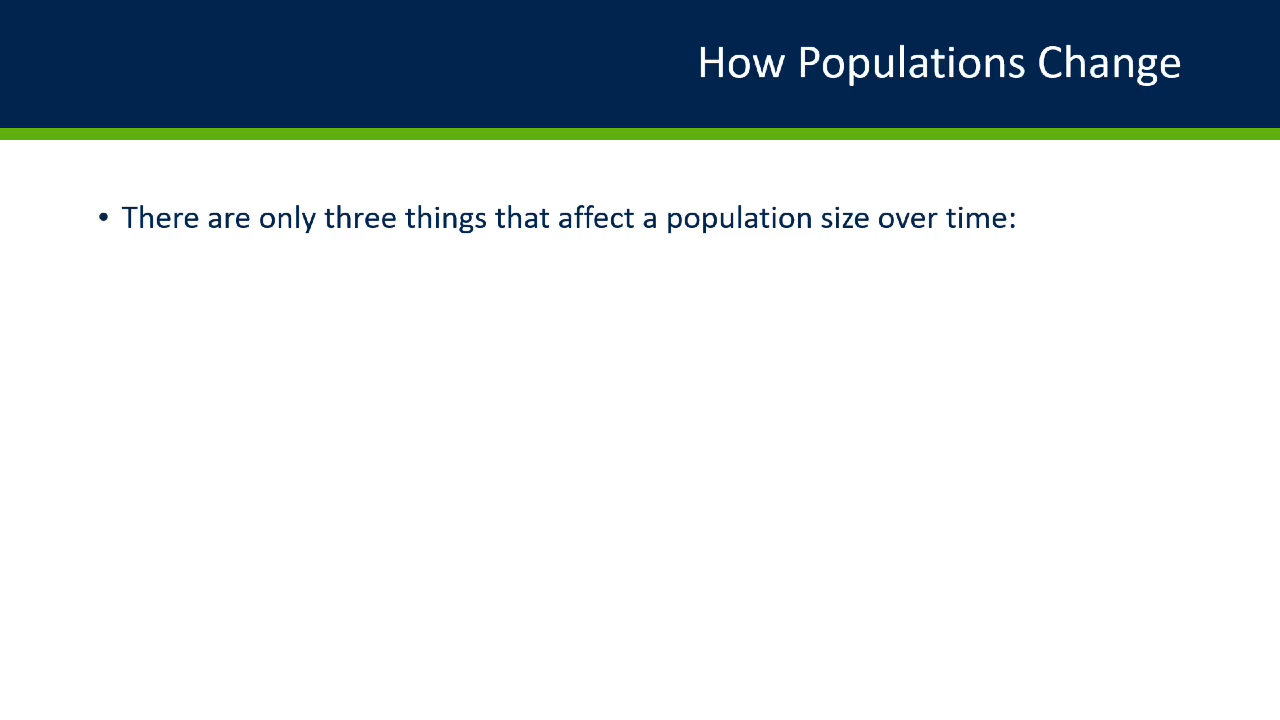 How Populations Change
• There are only three things that affect a population size over time: